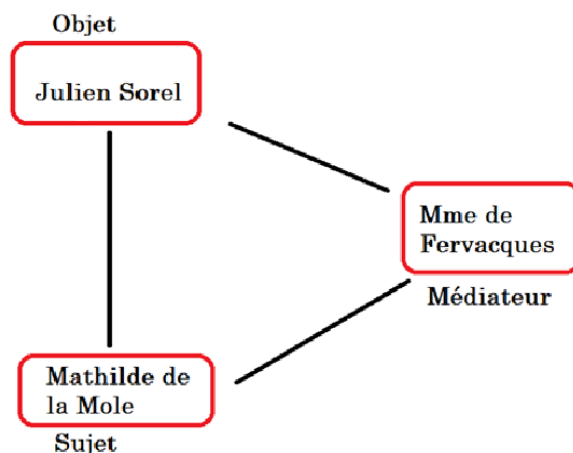 Objet
Julien Sorel
Mme de
Fervacques
Médiateur
Mathilde de
la Mole
Sujet